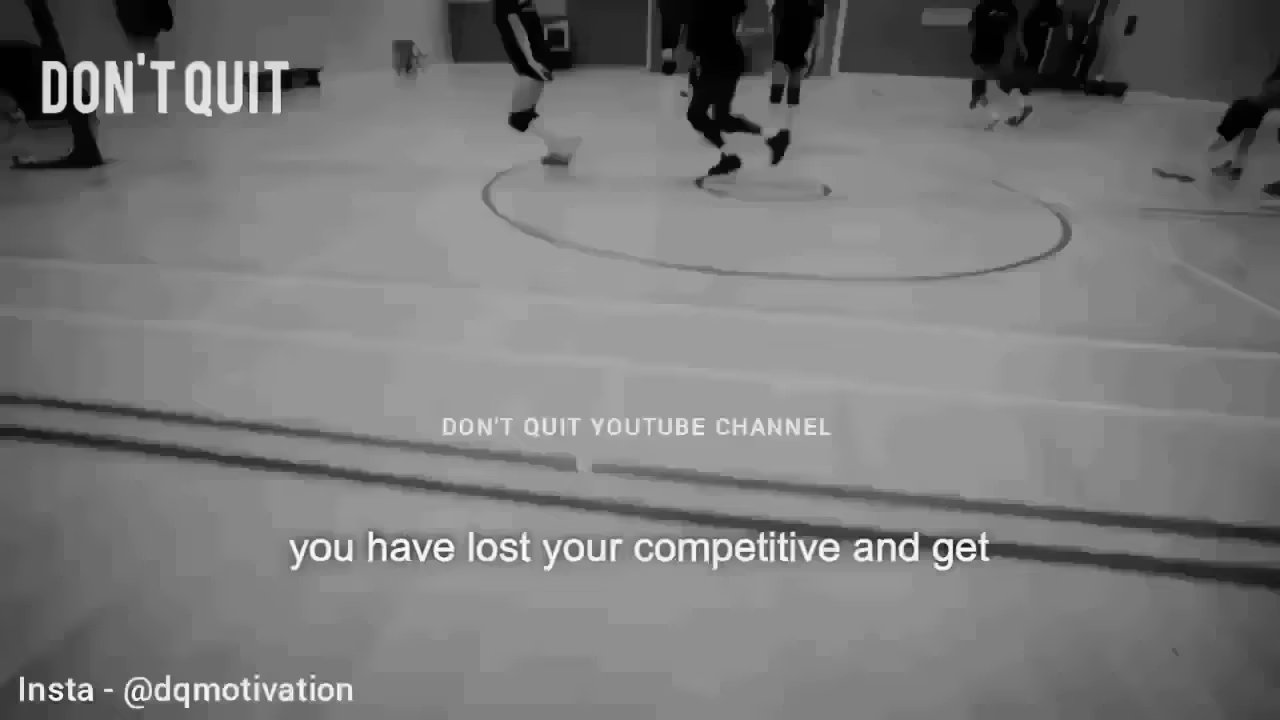 DON'T QUIT
DON'T QUIT YOUTUBE CHANNEL
you have lost your competitive and get
Insta - @dqmotivation